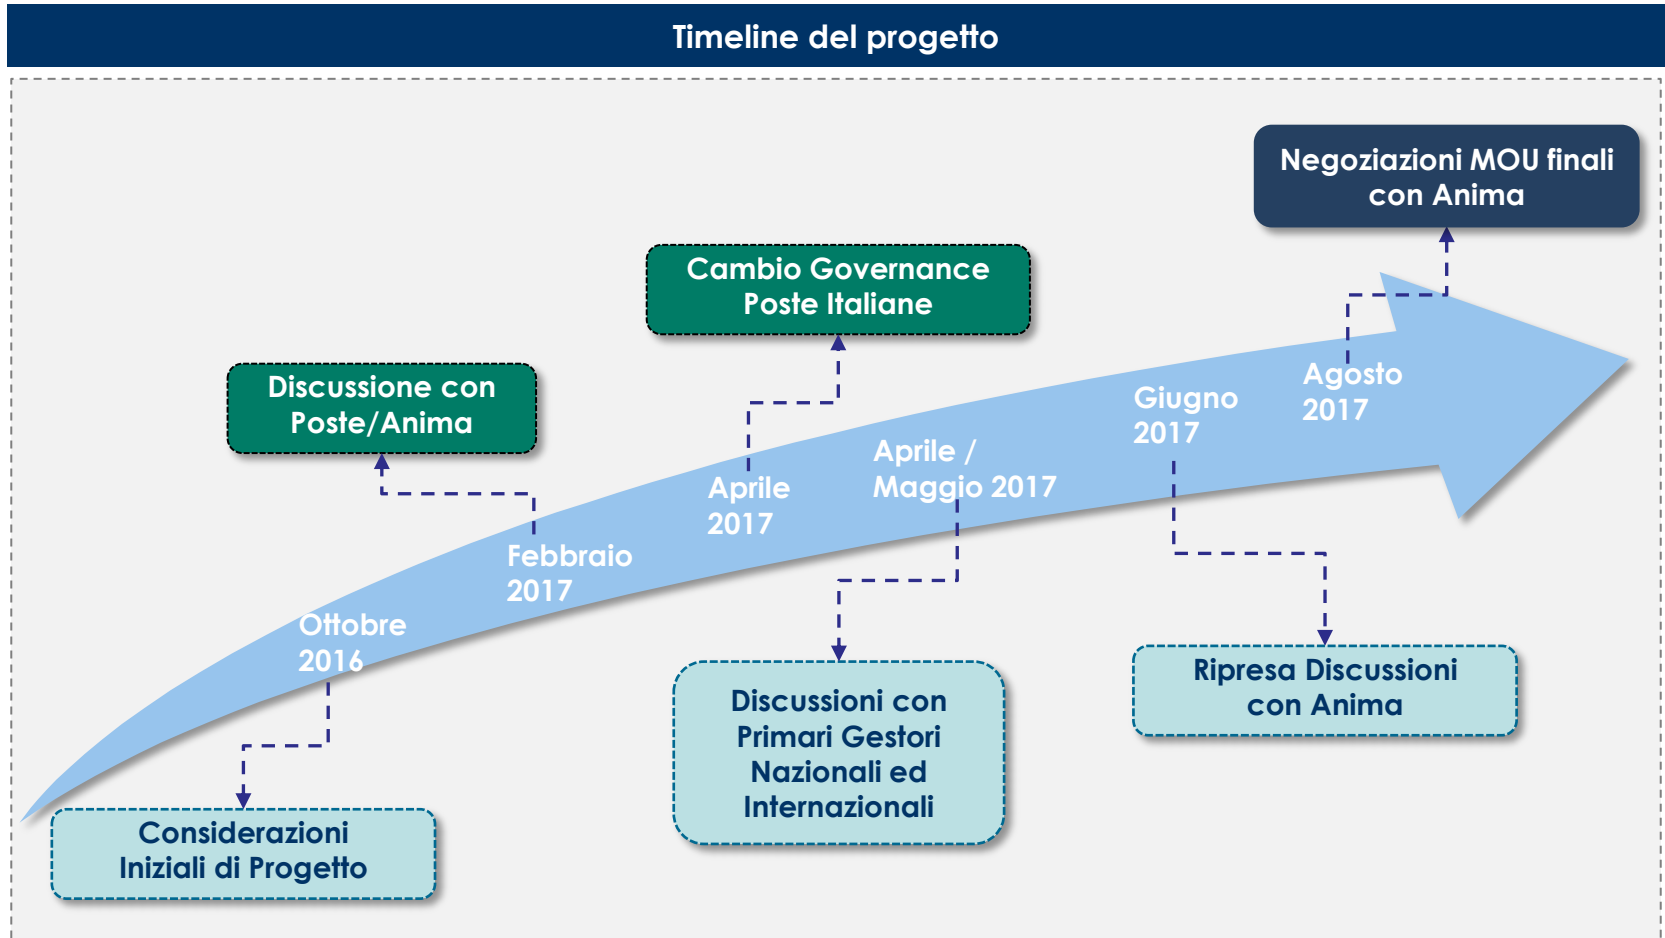 Timeline del progetto
Negoziazioni MOU finali
con Anima
Cambio Governance
Poste Italiane
Discussione con
Poste/Anima
Agosto
2017
Giugno
2017
Aprile /
Maggio 2017
Aprile
2017
Febbraio
2017
Ottobre
2016
Ripresa Discussioni
con Anima
Discussioni con
Primari Gestori
Nazionali ed
Internazionali
Considerazioni
Iniziali di Progetto